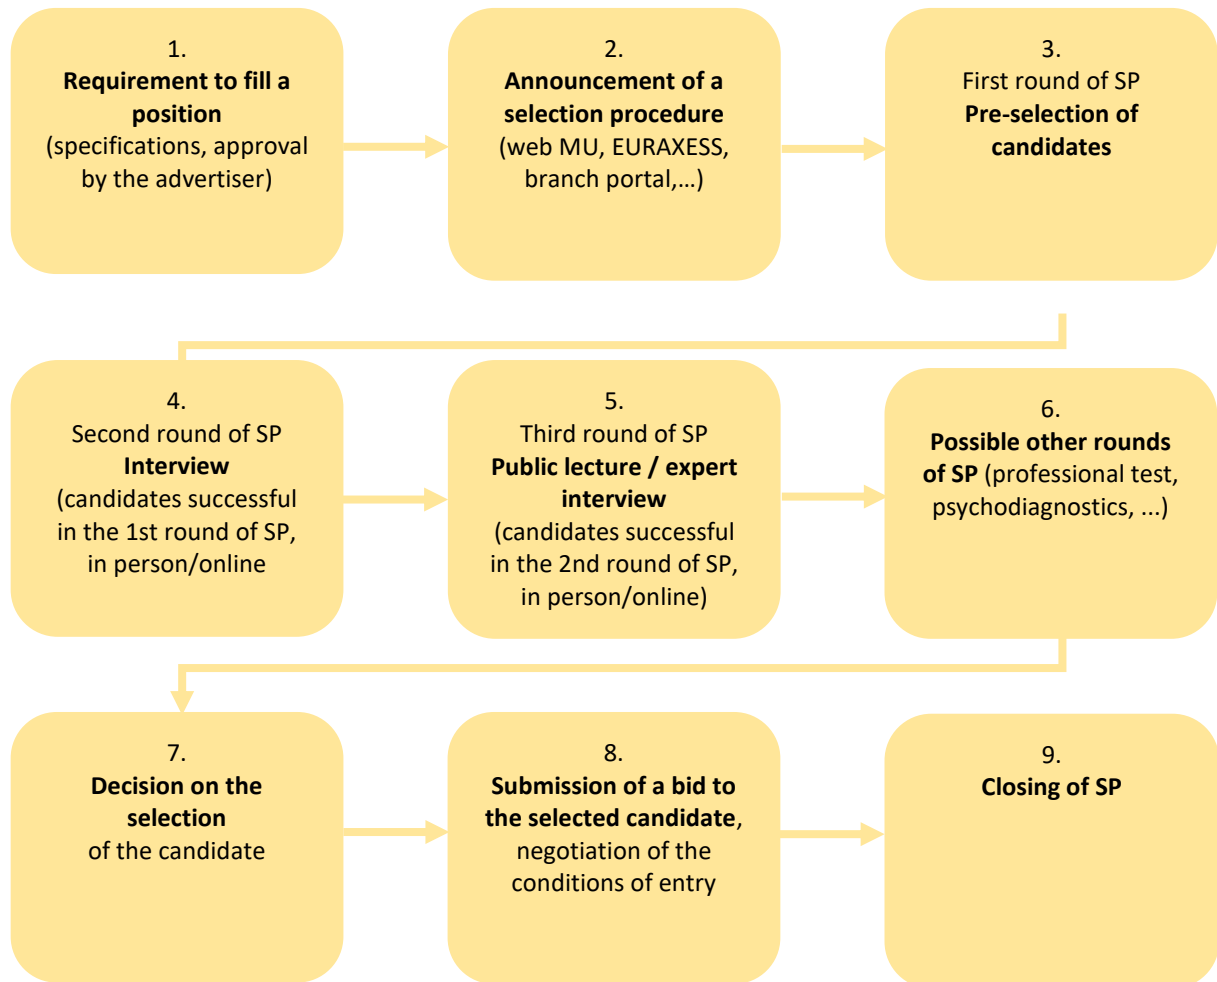 1.
Requirement to fill a
position
(specifications, approval
by the advertiser)
2.
Announcement of a
selection procedure
(web MU, EURAXESS,
branch portal,…)
3.
First round of SP
Pre-selection of
candidates
4.
Second round of SP
Interview
(candidates successful
in the 1st round of SP,
in person/online
5.
Third round of SP
Public lecture / expert
interview
(candidates successful
in the 2nd round of SP,
in person/online)
6.
Possible other rounds
of SP (professional test,
psychodiagnostics, ...)
7.
Decision on the
selection
of the candidate
8.
Submission of a bid to
the selected candidate,
negotiation of the
conditions of entry
9.
Closing of SP